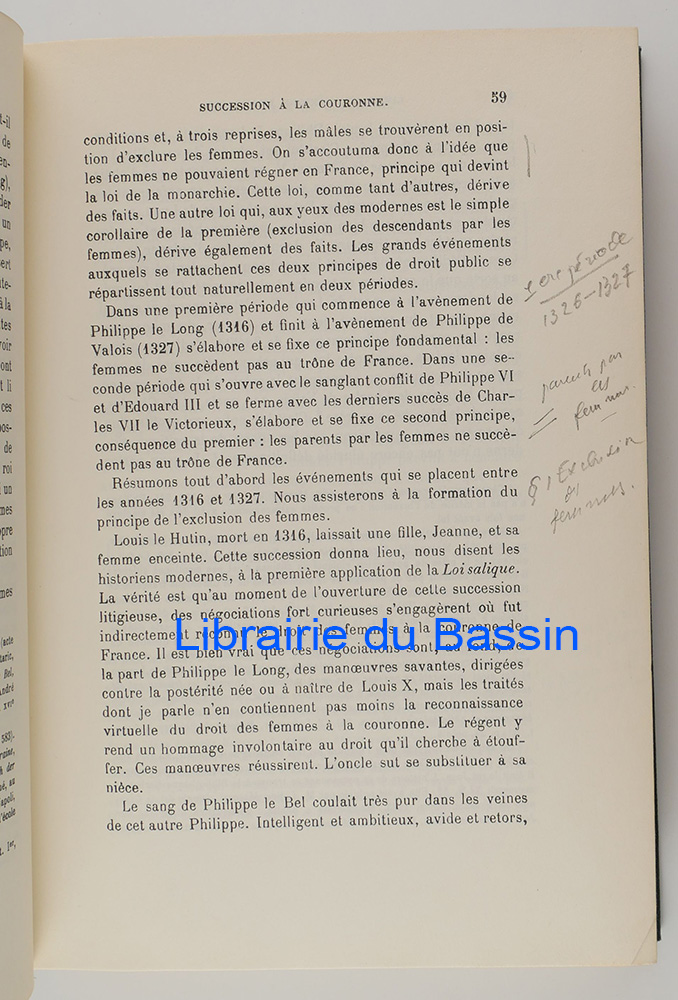 SUCCESSION À LA COURONNE. 59
conditions et, à trois reprises, les mâles se trouvèrent en posi-
tion d'exclure les femmes. On s'accoutuma donc à l'idée que
les femmes ne pouvaient régner en France, principe qui devint
la loi de la monarchie. Cette loi, comme tant d'autres, dérive
des faits. Une autre loi qui, aux yeux des modernes est le simple
corollaire de la première (exclusion des descendants par les
femmes), dérive également des faits. Les grands événements
auxquels se rattachent ces deux principes de droit public se
répartissent tout naturellement en deux périodes.
Dans une première période qui commence à l'avènement de
Philippe le Long (1316) et finit à l'avènement de Philippe de
Valois (1327) s'élabore et se fixe ce principe fondamental : les
femmes ne succèdent pas au trône de France. Dans une se-
conde période qui s'ouvre avec le sanglant conflit de Philippe VI
et d'Edouard III et se ferme avec les derniers succès de Char-
les VII le Victorieux, s'élabore et se fixe ce second principe,
conséquence du premier : les parents par les femmes ne succè-
dent pas au trône de France.
Résumons tout d'abord les événements qui se placent entre
les années 1316 et 1327. Nous assisterons à la formation du
principe de l'exclusion des femmes.
Louis le Hutin, mort en 1316, laissait une fille, Jeanne, et sa
femme enceinte. Cette succession donna lieu, nous disent les
historiens modernes, à la première application de la Loi salique.
La vérité est qu'au moment de l'ouverture de cette succession
litigieuse, des négociations fort curieuses s'engagèrent où fut
indirectement reconnu le droit des femmes à la couronne de
France. Il est bien vrai que ces négociations sont, au fond, de
la part de Philippe le Long, des manœuvres savantes, dirigées
contre la postérité née ou à naître de Louis X, mais les traités
dont je parle n'en contiennent pas moins la reconnaissance
virtuelle du droit des femmes à la couronne. Le régent y
rend un hommage involontaire au droit qu'il cherche à étouf-
fer. Ces manœuvres réussirent. L'oncle sut se substituer à sa
nièce.
Le sang de Philippe le Bel coulait très pur dans les veines
de cet autre Philippe. Intelligent et ambitieux, avide et retors,
période
1326-1327
parents par
femmes.
§ 1 Exclusion
Librairie du Bassin